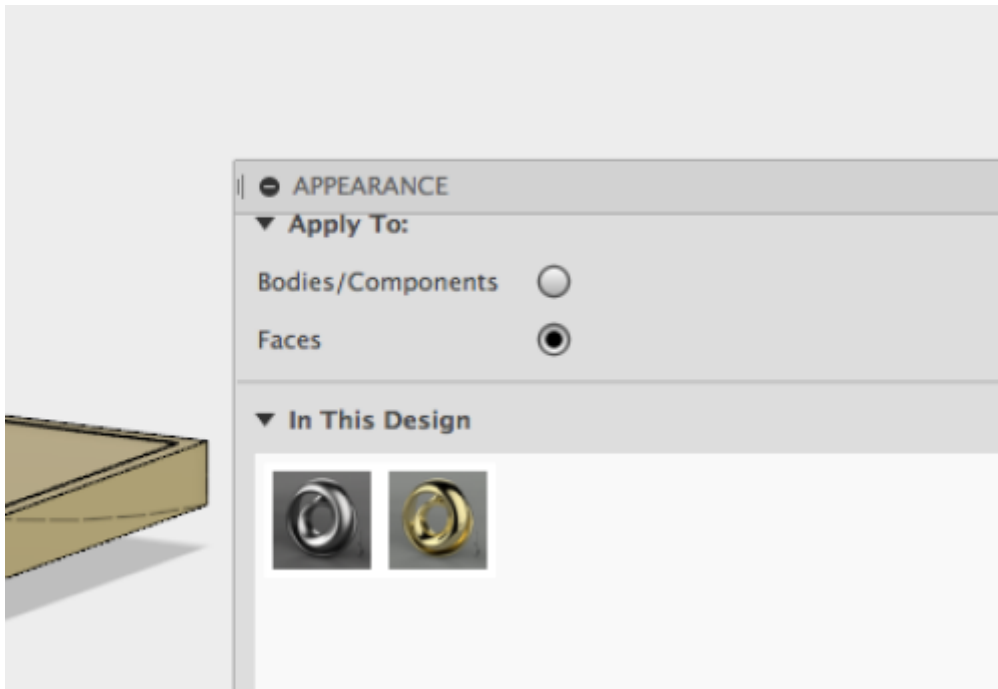 APPEARANCE
Apply To:
Bodies/Components
Faces
In This Design